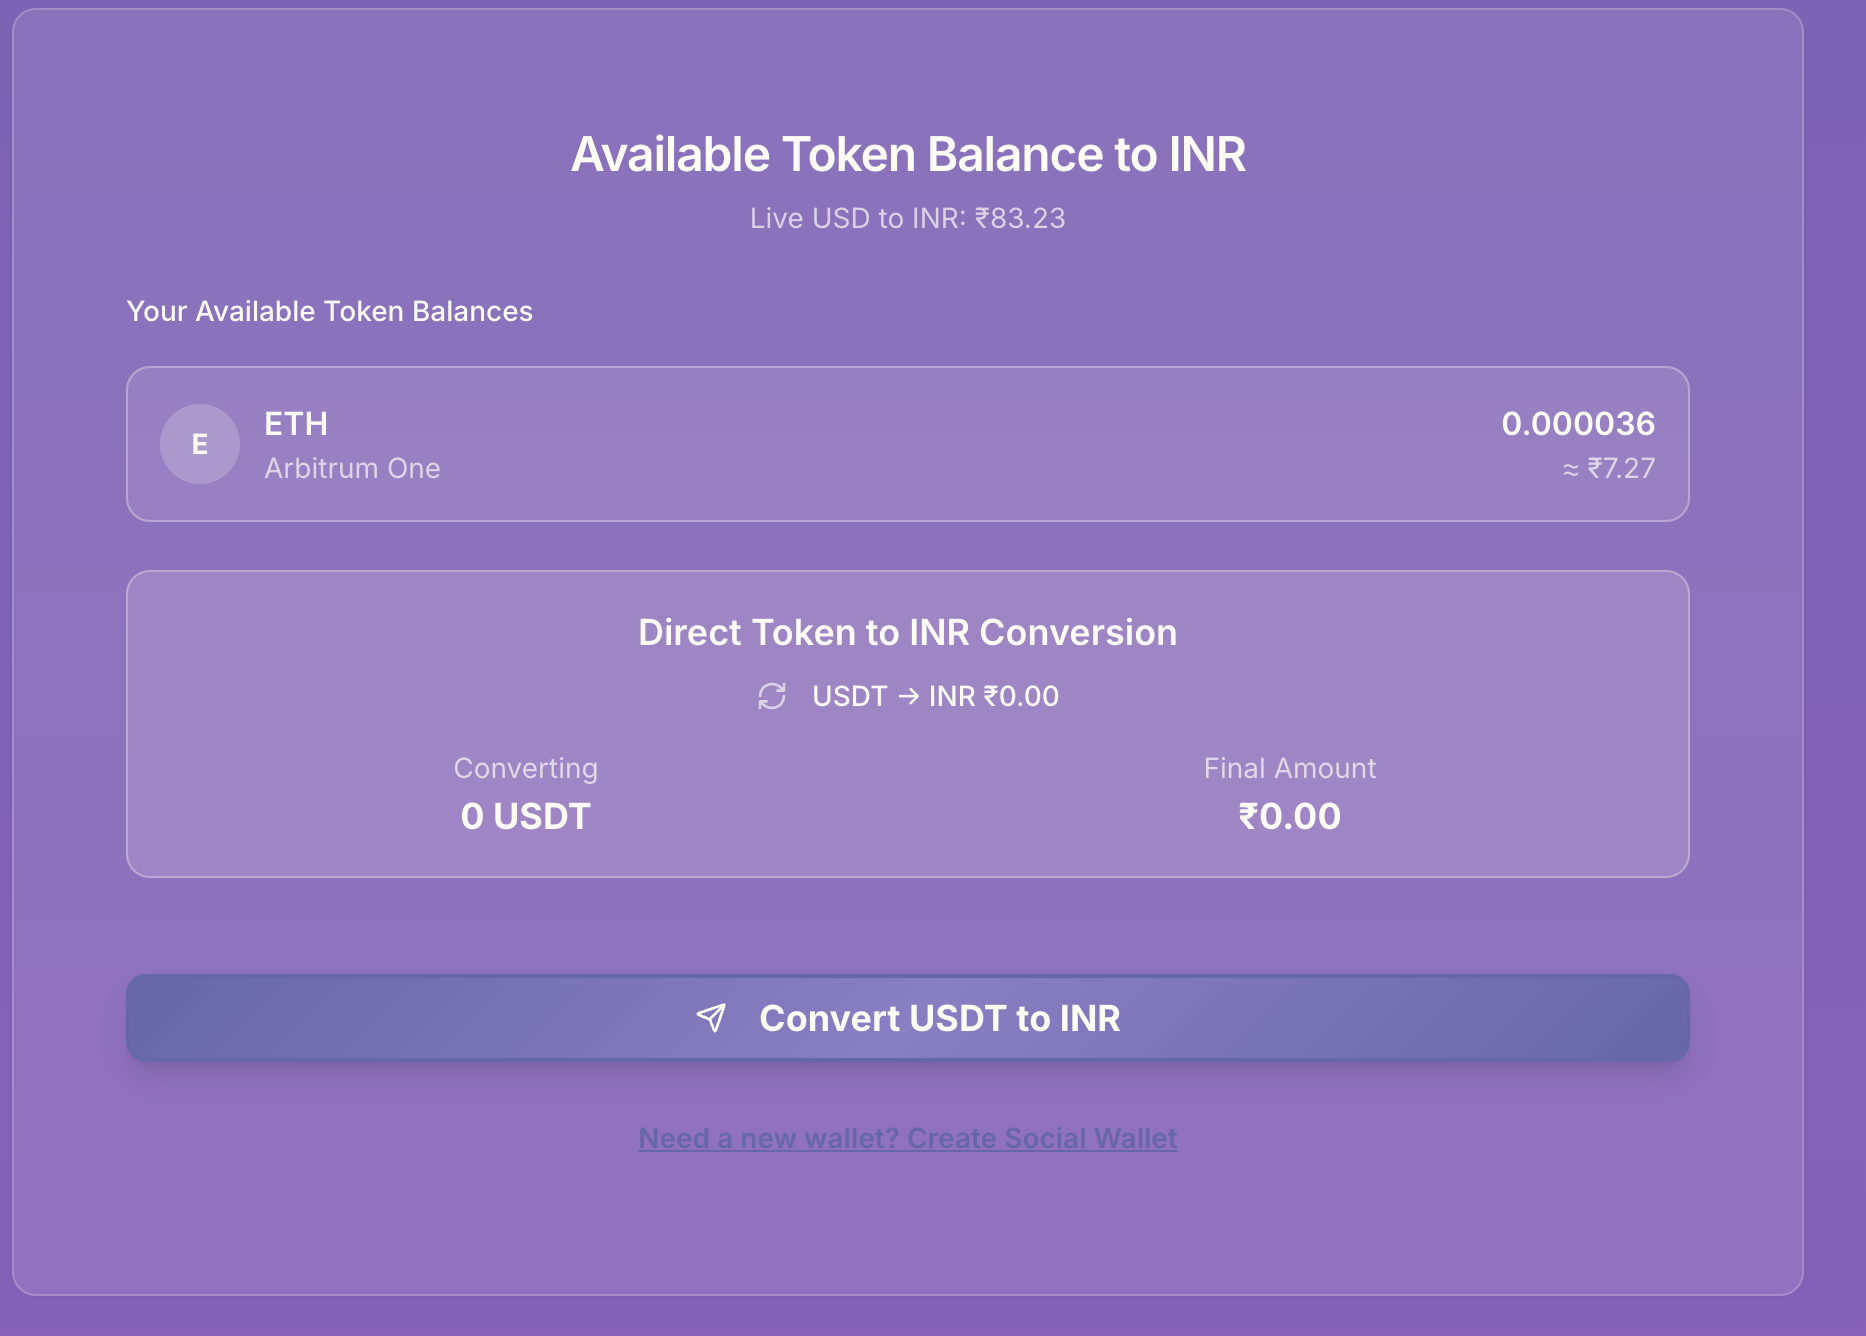 Available Token Balance to INR
Live USD to INR: ₹83.23
Your Available Token Balances
E
ETH
0.000036
Arbitrum One
≈ ₹7.27
Direct Token to INR Conversion
USDT → INR ₹0.00
Converting
Final Amount
0 USDT
₹0.00
Convert USDT to INR
Need a new wallet? Create Social Wallet